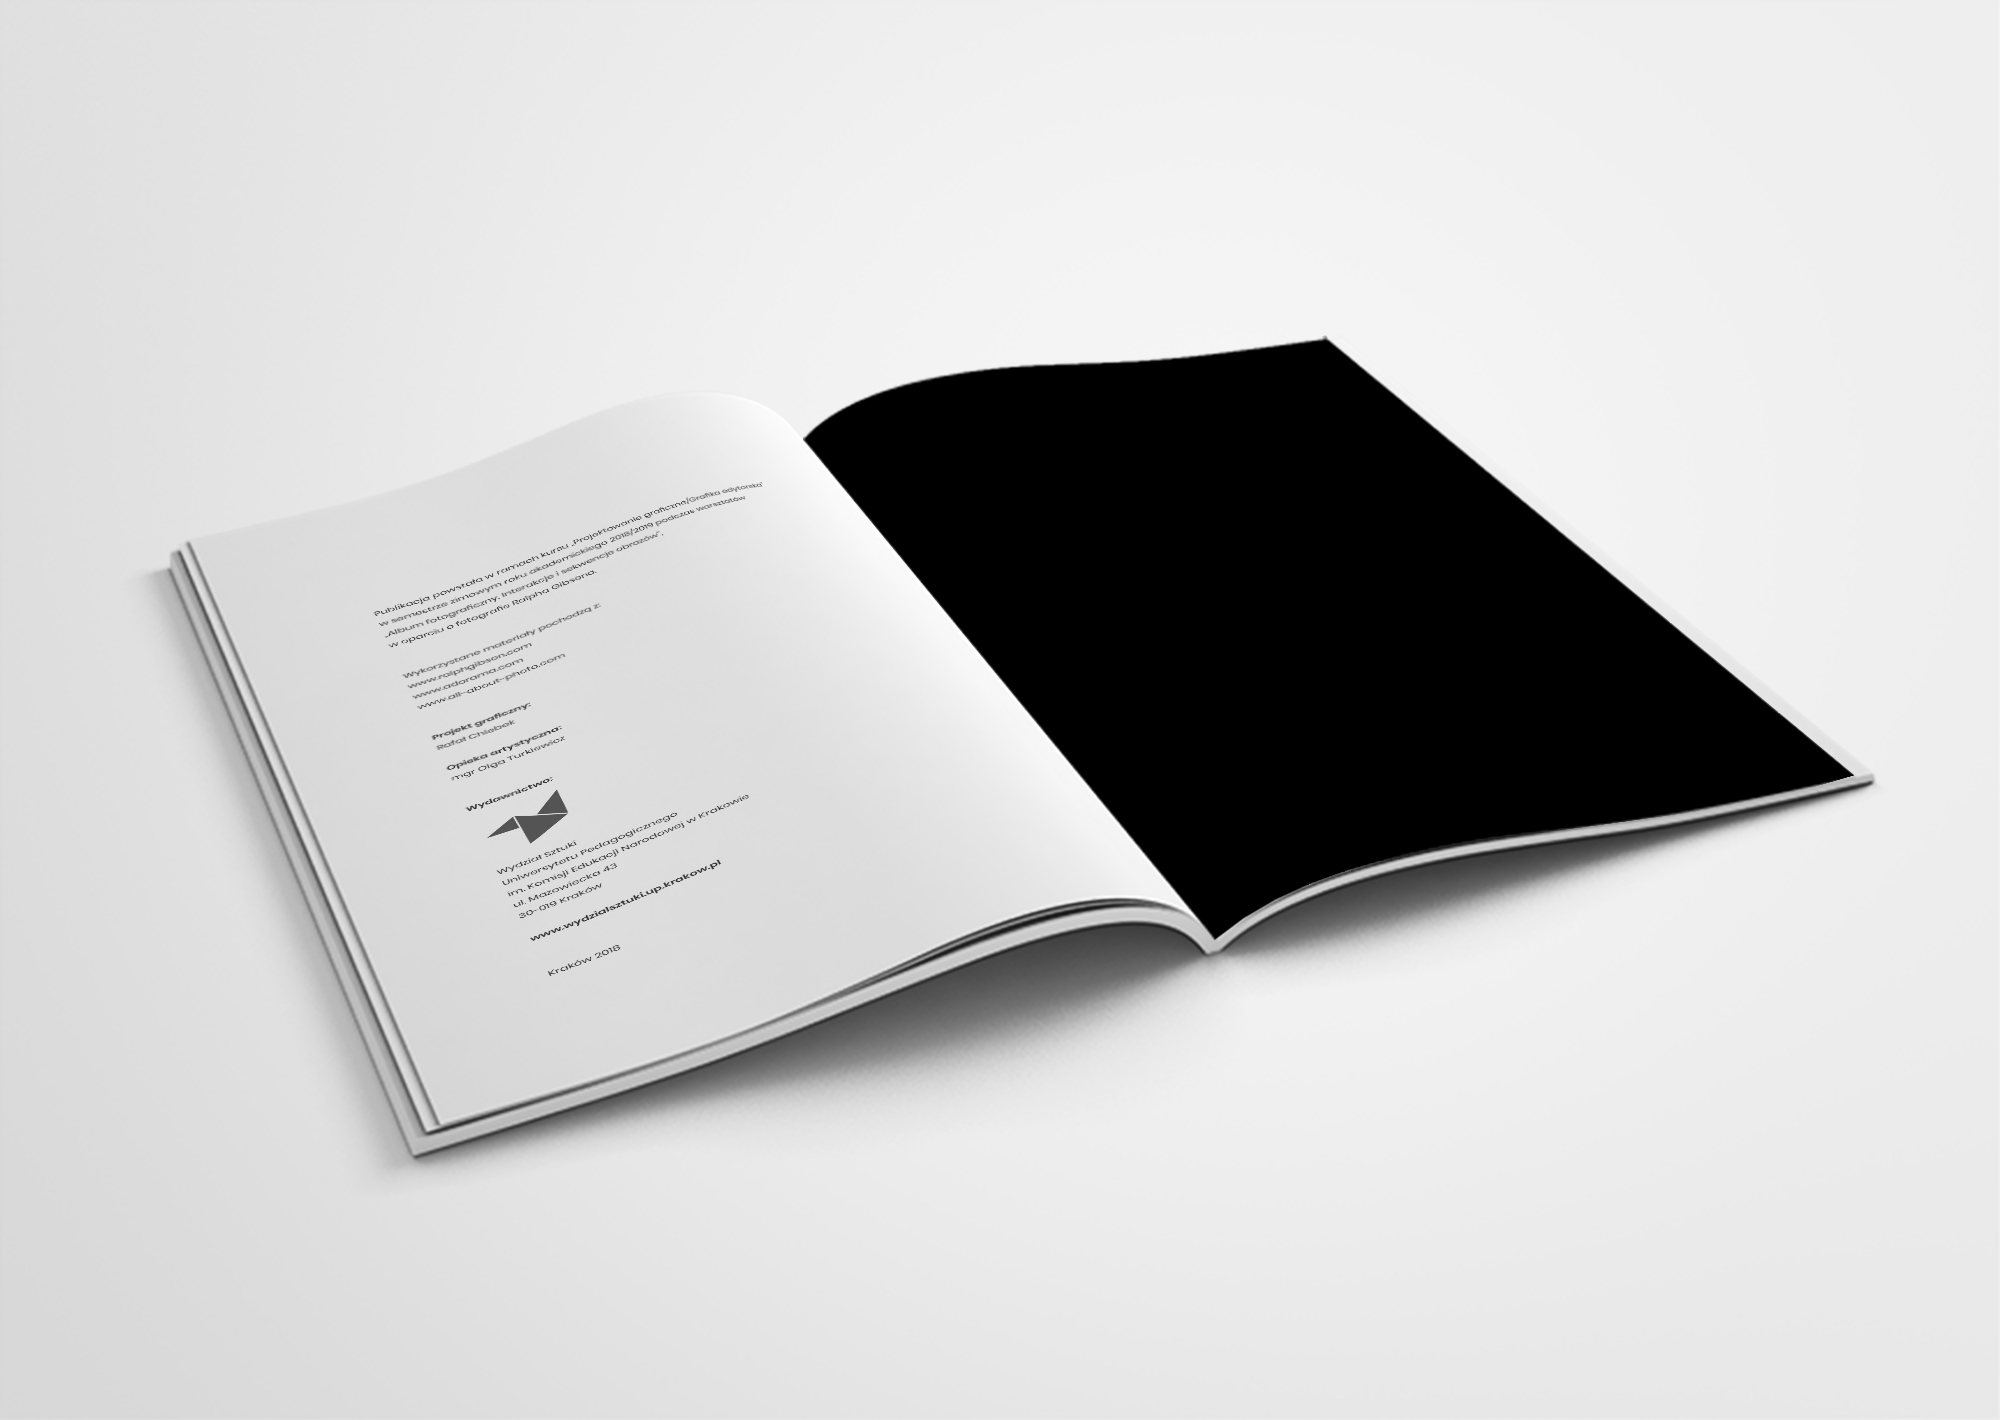 Publikacja powstała w ramach kursu „Projektowanie graficzne/Grafika edytorska"
w semestrze zimowym roku akademickiego 2018/2019 podczas warsztatów
„Album fotograficzny. Interakcje i sekwencje obrazów",
w oparciu o fotografie Ralpha Gibsona.
Wykorzystane materiały pochodzą z:
www.ralphgibson.com
www.adorama.com
www.all-about-photo.com
Projekt graficzny:
Rafał Chlebek
Opieka artystyczna:
mgr Olga Turkiewicz
Wydawnictwo:
Wydział Sztuki
Uniwersytetu Pedagogicznego
im. Komisji Edukacji Narodowej w Krakowie
ul. Mazowiecka 43
30-019 Kraków
www.wydzialsztuki.up.krakow.pl
Kraków 2018